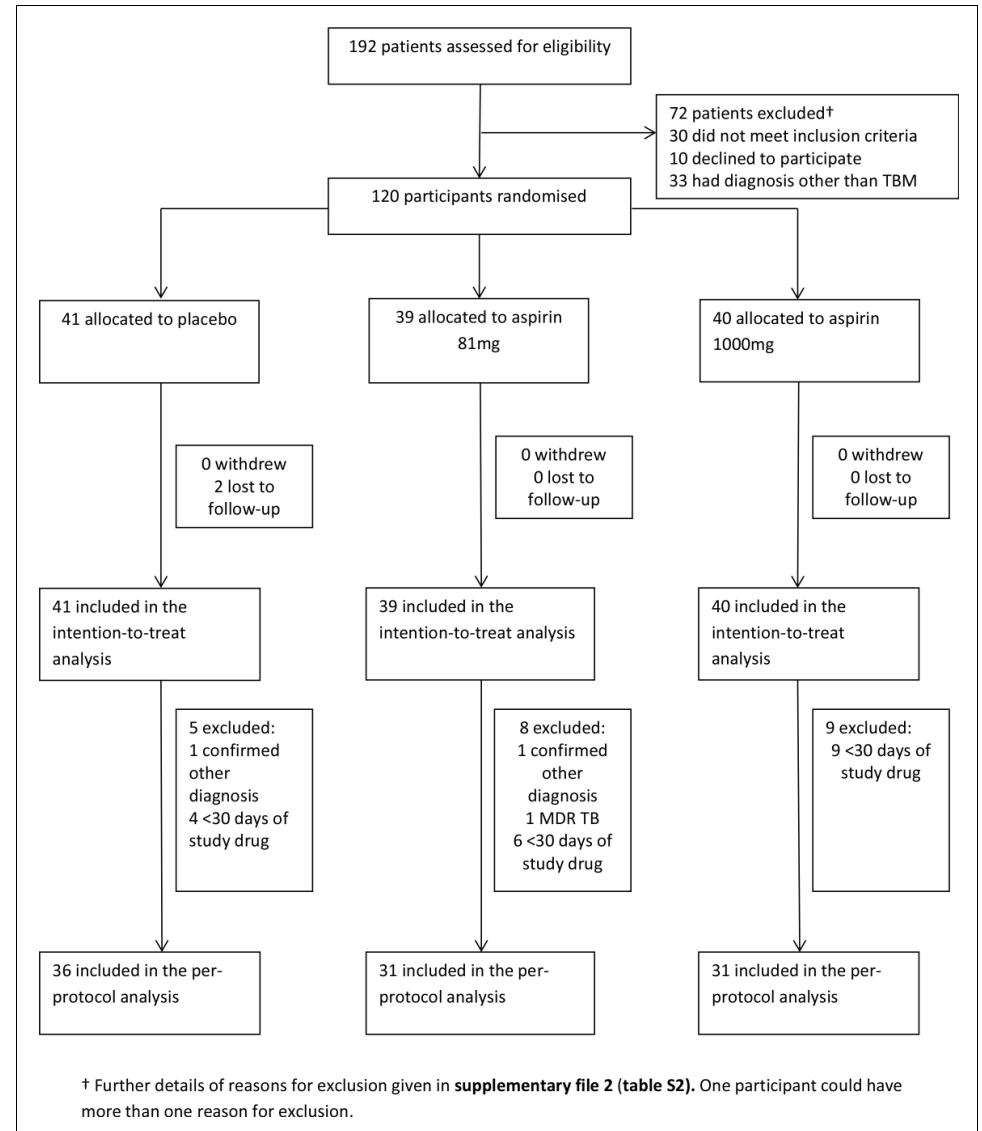 192 patients assessed for eligibility
72 patients excluded†
30 did not meet inclusion criteria
10 declined to participate
33 had diagnosis other than TBM
120 participants randomised
41 allocated to placebo
39 allocated to aspirin
81mg
40 allocated to aspirin
1000mg
0 withdrew
2 lost to
follow-up
0 withdrew
0 lost to
follow-up
0 withdrew
0 lost to
follow-up
41 included in the
intention-to-treat
analysis
39 included in the
intention-to-treat analysis
40 included in the
intention-to-treat
analysis
5 excluded:
1 confirmed
other
diagnosis
4 <30 days of
study drug
8 excluded:
1 confirmed
other
diagnosis
1 MDR TB
6 <30 days of
study drug
9 excluded:
9 <30 days of
study drug
36 included in the per-
protocol analysis
31 included in the per-
protocol analysis
31 included in the per-
protocol analysis
† Further details of reasons for exclusion given in supplementary file 2 (table S2). One participant could have
more than one reason for exclusion.